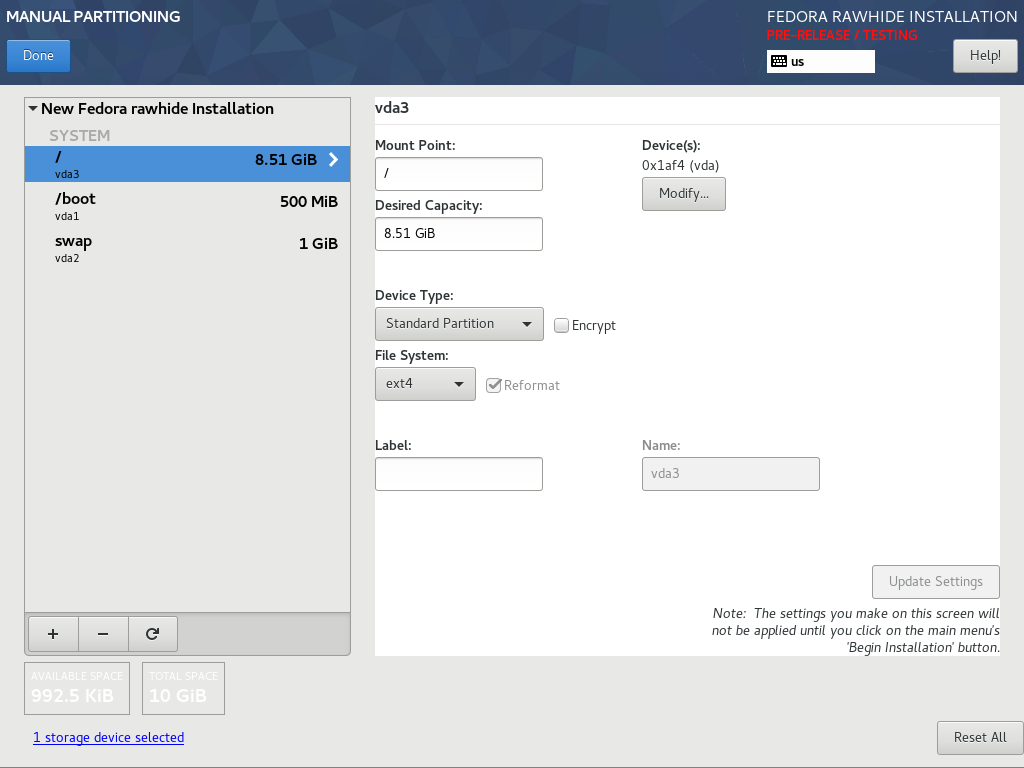 MANUAL PARTITIONING
FEDORA RAWHIDE INSTALLATION
PRE-RELEASE / TESTING
Done
us
Help!
New Fedora rawhide Installation
SYSTEM
/
8.51 GiB
vda3
/boot
500 MiB
vda1
swap
1 GiB
vda2
vda3
Mount Point:
/
Device(s):
0x1af4 (vda)
Modify...
Desired Capacity:
8.51 GiB
Device Type:
Standard Partition
Encrypt
File System:
ext4
Reformat
Label:
Name:
vda3
Update Settings
Note: The settings you make on this screen will
not be applied until you click on the main menu's
'Begin Installation' button.
+
−
AVAILABLE SPACE
992.5 KiB
TOTAL SPACE
10 GiB
1 storage device selected
Reset All